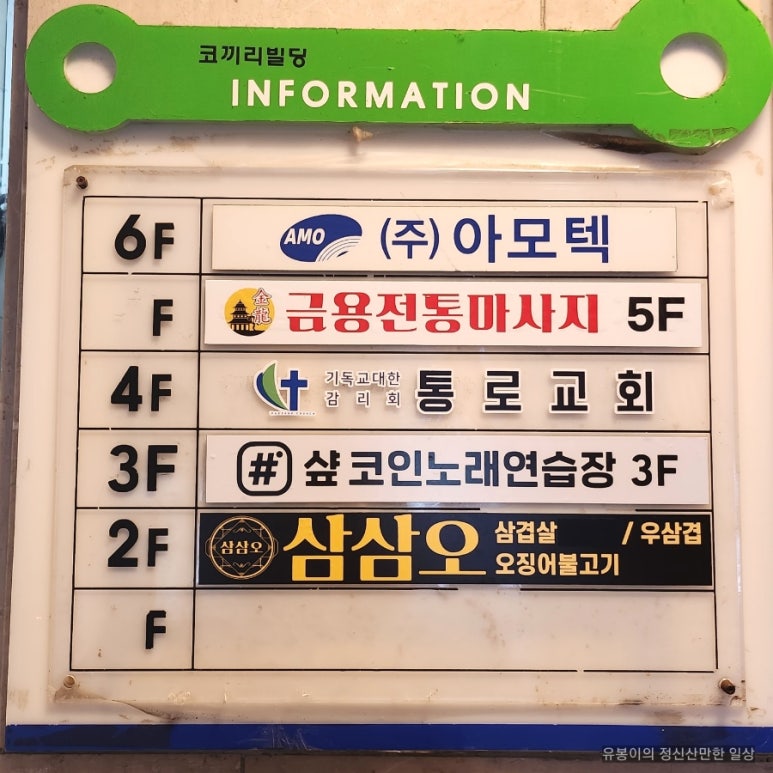 코끼리빌딩
INFORMATION
6F AMO (주)아모텍
F 金龍 금용전통마사지 5F
4F 기독교대한 감리회 통로교회
3F # 샾 코인노래연습장 3F
2F 삼삼오 삼삼오 삼겹살 / 우삼겹
오징어불고기
F
유봉이의 정신산만한 일상